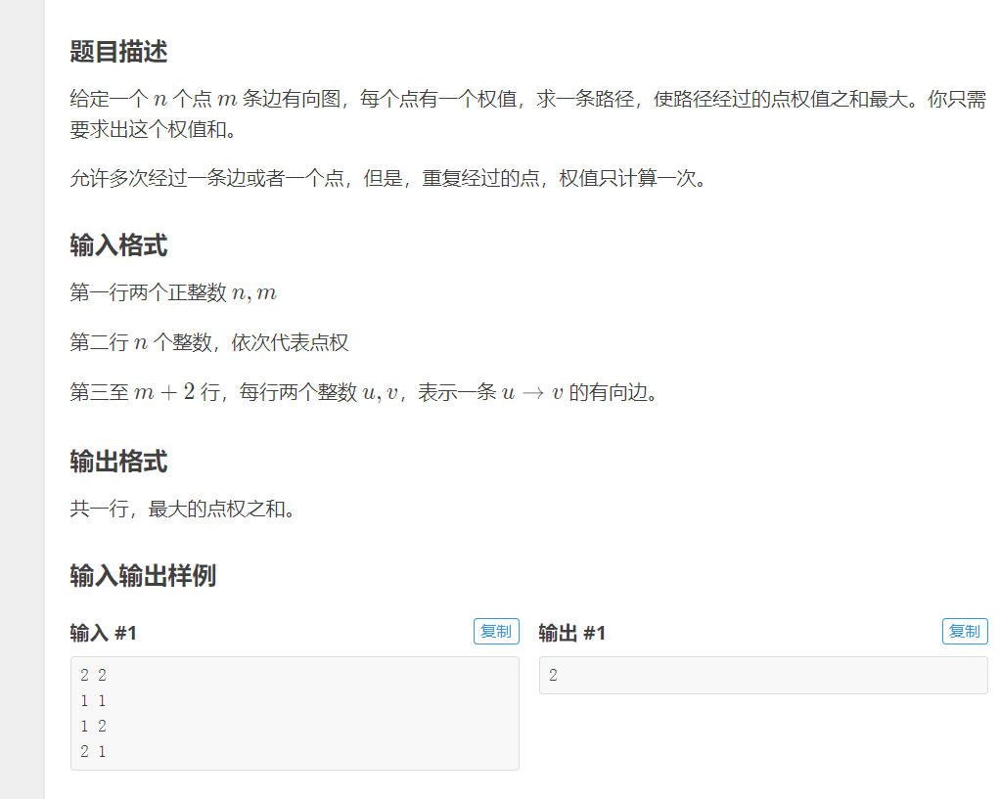 题目描述
给定一个 n 个点 m 条边有向图，每个点有一个权值，求一条路径，使路径经过的点权值之和最大。你只需
要求出这个权值和。
允许多次经过一条边或者一个点，但是，重复经过的点，权值只计算一次。
输入格式
第一行两个正整数 n, m
第二行 n 个整数，依次代表点权
第三至 m + 2 行，每行两个整数 u, v，表示一条 u → v 的有向边。
输出格式
共一行，最大的点权之和。
输入输出样例
输入 #1 复制
2 2
1 1
1 2
2 1
输出 #1 复制
2